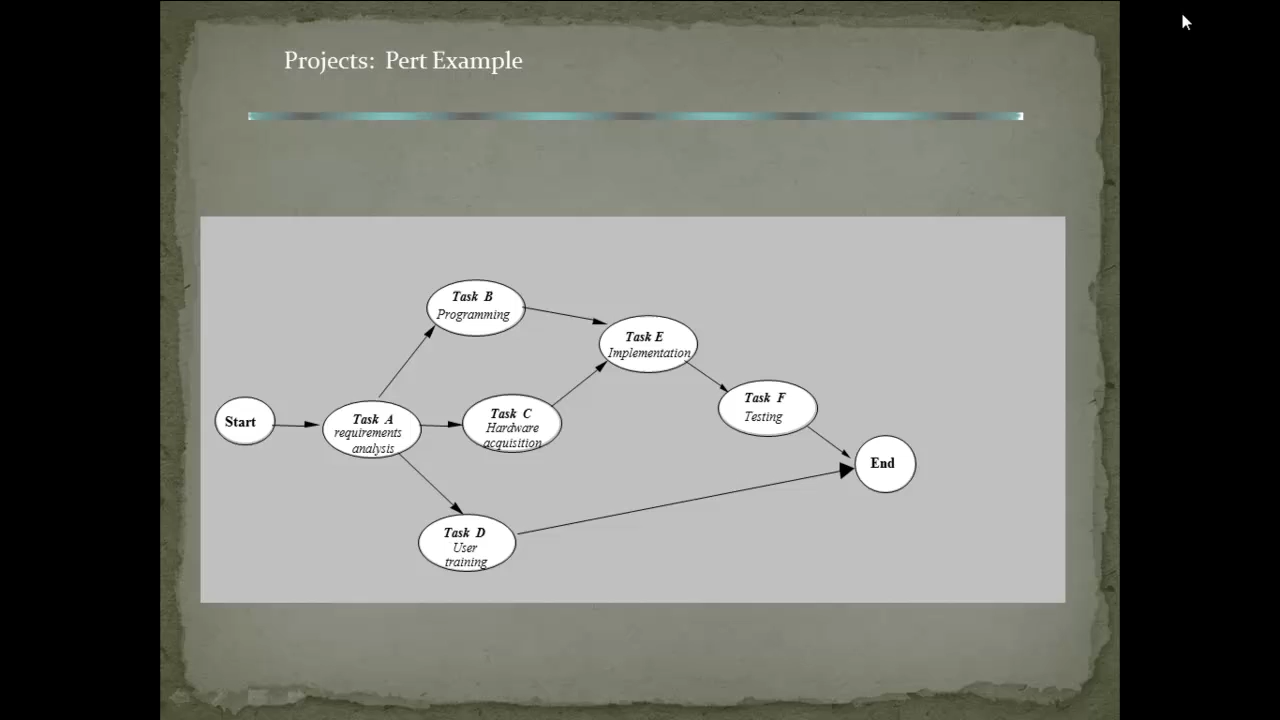 Projects: Pert Example
Task B
Programming
Task E
Implementation
Start
Task A
requirements
analysis
Task C
Hardware
acquisition
Task F
Testing
End
Task D
User
training